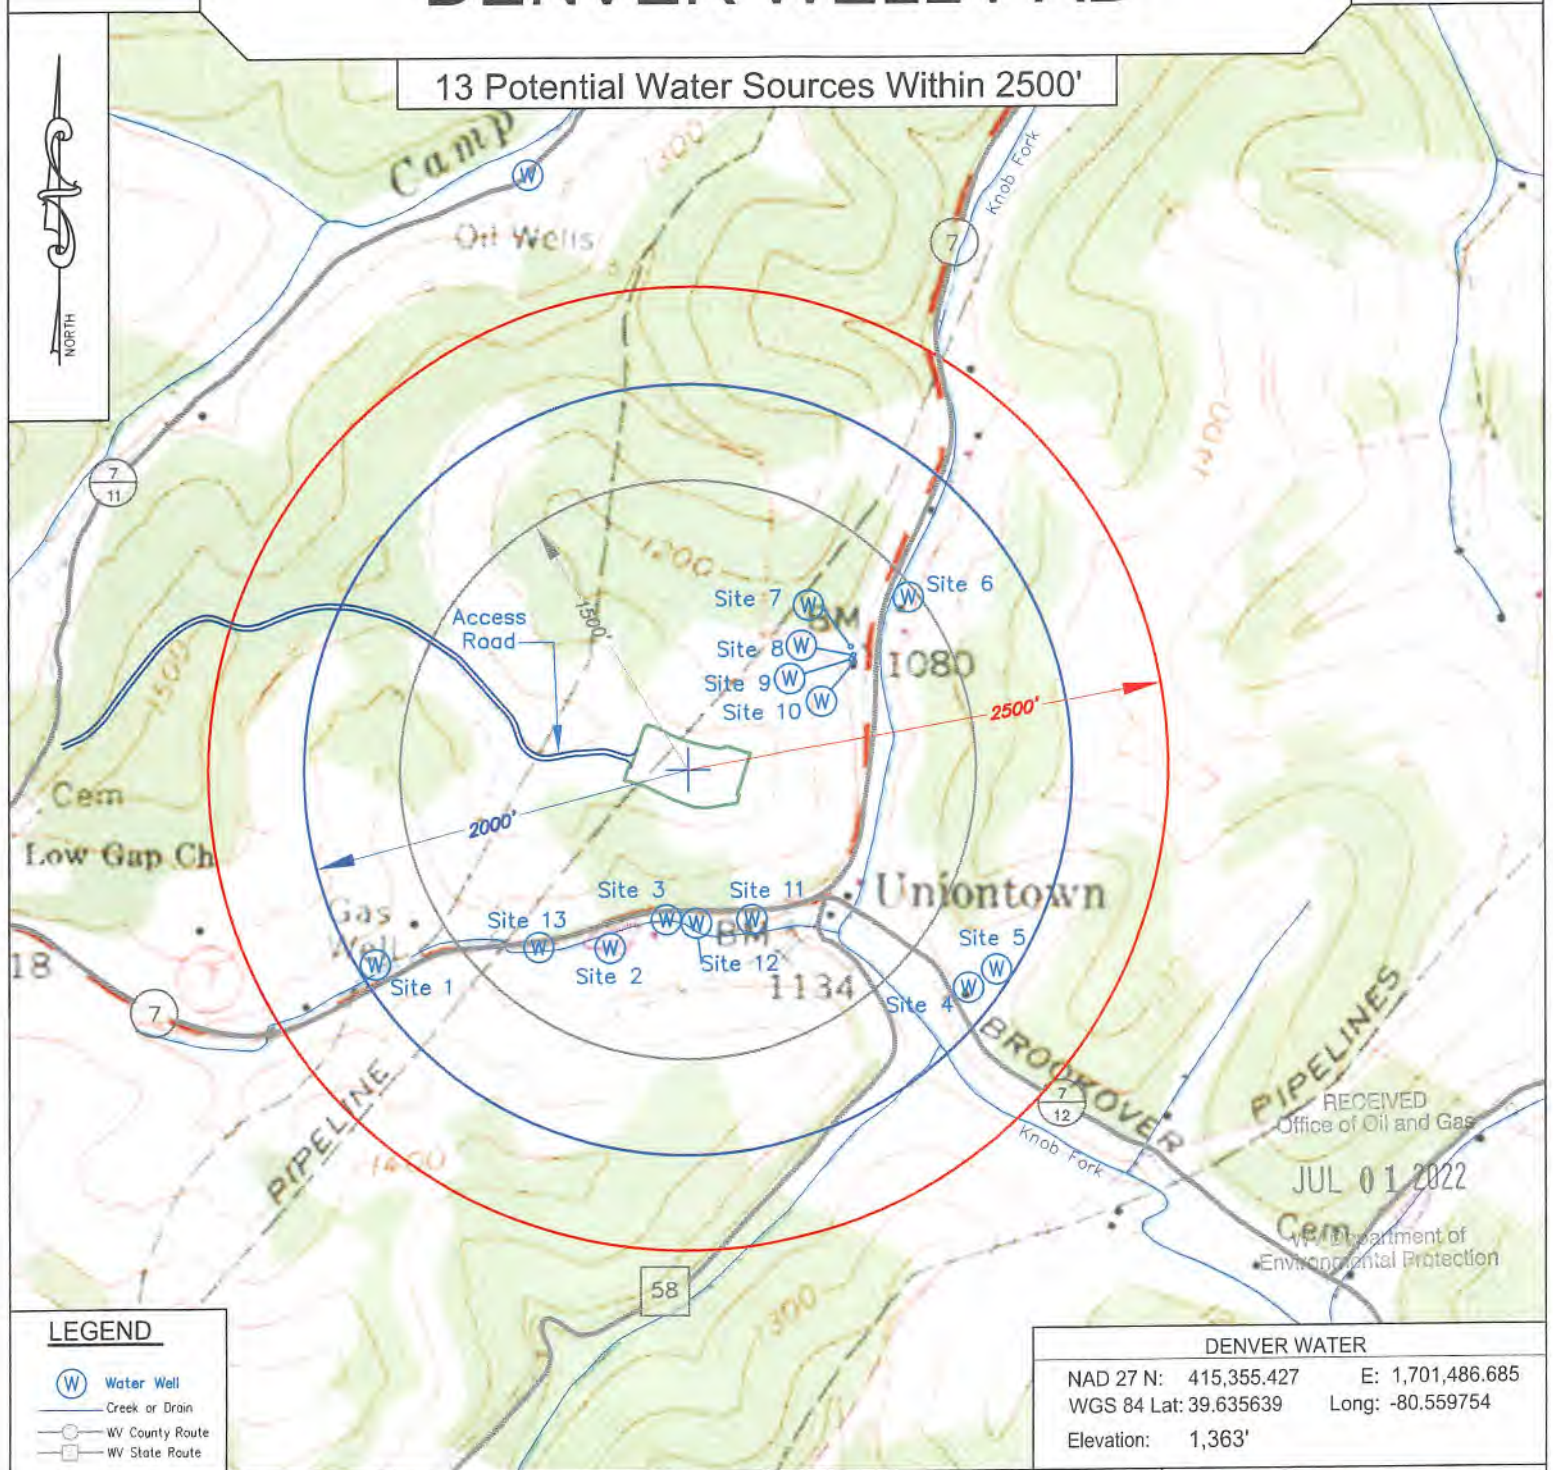 DENVER WELL PAD
13 Potential Water Sources Within 2500'
NORTH
Camp
W
1300
Knob Fork
Oil Wells
7
7
11
1200
1500'
Access
Road
Site 7
W
BM
Site 6
W
Site 8
W
Site 9
W
Site 10
W
1080
1500
2500'
2000'
Cem
Low Gap Ch
Gas
Well
Site 3
W
W
Site 11
W
Uniontown
Site 13
W
W
Site 2
BM
Site 12
1134
Site 5
W
Site 4
W
W
Site 1
18
7
BROOKOVER
7
12
Knob Fork
PIPELINE
PIPELINES
1400
RECEIVED
Office of Oil and Gas
JUL 01 2022
Cem
WV Department of
Environmental Protection
58
1300
LEGEND
W Water Well
Creek or Drain
WV County Route
WV State Route
DENVER WATER
NAD 27 N: 415,355.427 E: 1,701,486.685
WGS 84 Lat: 39.635639 Long: -80.559754
Elevation: 1,363'